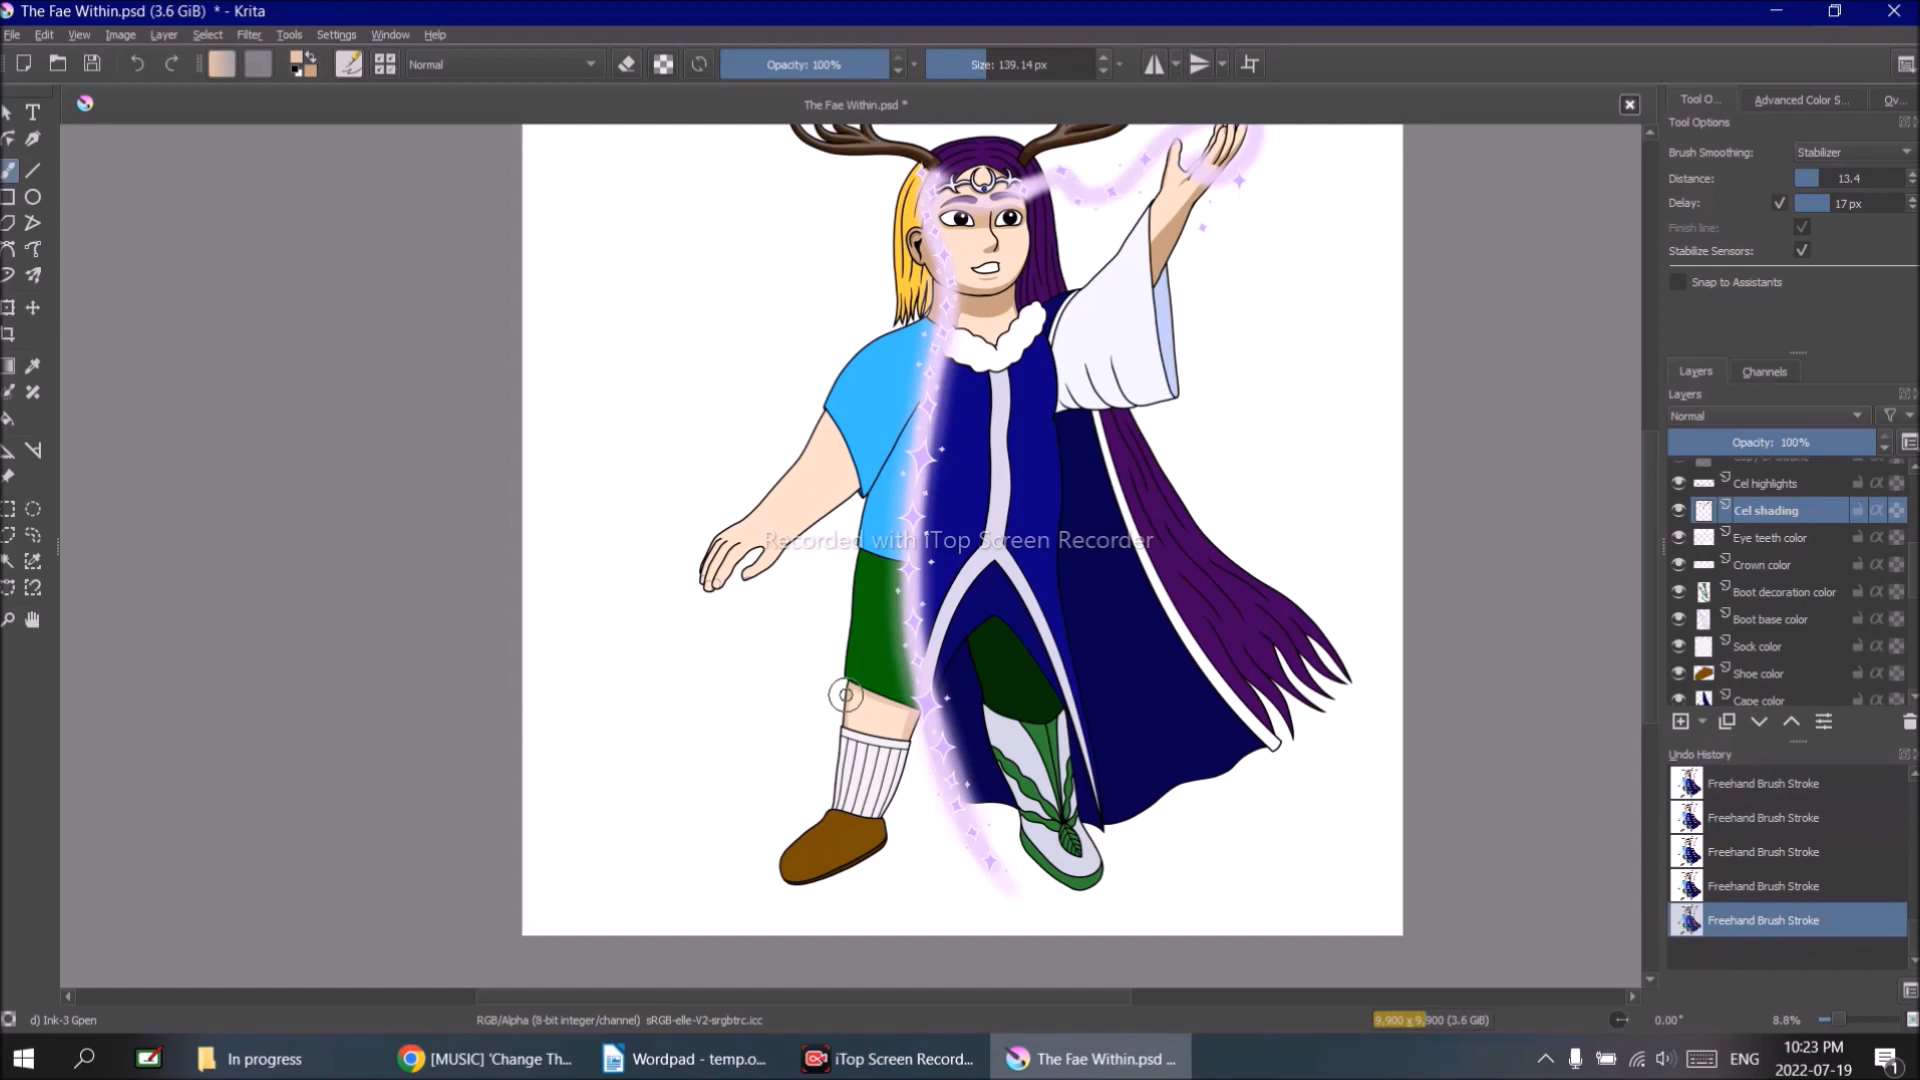 The Fae Within.psd (3.6 GiB) * - Krita
File Edit View Image Layer Select Filter Tools Settings Window Help
Normal
Opacity: 100%
Size: 139.14 px
The Fae Within.psd *
Tool O...
Advanced Color S...
Ov...
Tool Options
Brush Smoothing: Stabilizer
Distance: 13.4
Delay: 17 px
Finish line:
Stabilize Sensors:
Snap to Assistants
Layers Channels
Layers
Normal
Opacity: 100%
Cel highlights
Cel shading
Eye teeth color
Crown color
Boot decoration color
Boot base color
Sock color
Shoe color
Cape color
Undo History
Freehand Brush Stroke
Freehand Brush Stroke
Freehand Brush Stroke
Freehand Brush Stroke
Freehand Brush Stroke
Recorded with iTop Screen Recorder
d) Ink-3 Gpen
RGB/Alpha (8-bit integer/channel) sRGB-elle-V2-srgbtrc.icc
9,900 x 9,900 (3.6 GiB)
0.00°
8.8%
In progress
[MUSIC] 'Change Th...
Wordpad - temp.o...
iTop Screen Record...
The Fae Within.psd ...
ENG
10:23 PM
2022-07-19
1